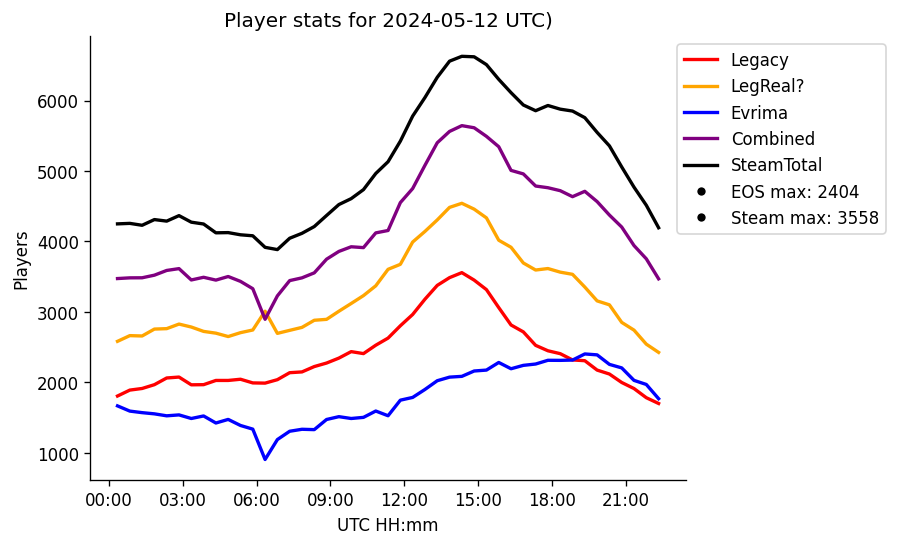 Player stats for 2024-05-12 UTC)
Legacy
LegReal?
Evrima
Combined
SteamTotal
EOS max: 2404
Steam max: 3558
Players
6000
5000
4000
3000
2000
1000
00:00 03:00 06:00 09:00 12:00 15:00 18:00 21:00
UTC HH:mm